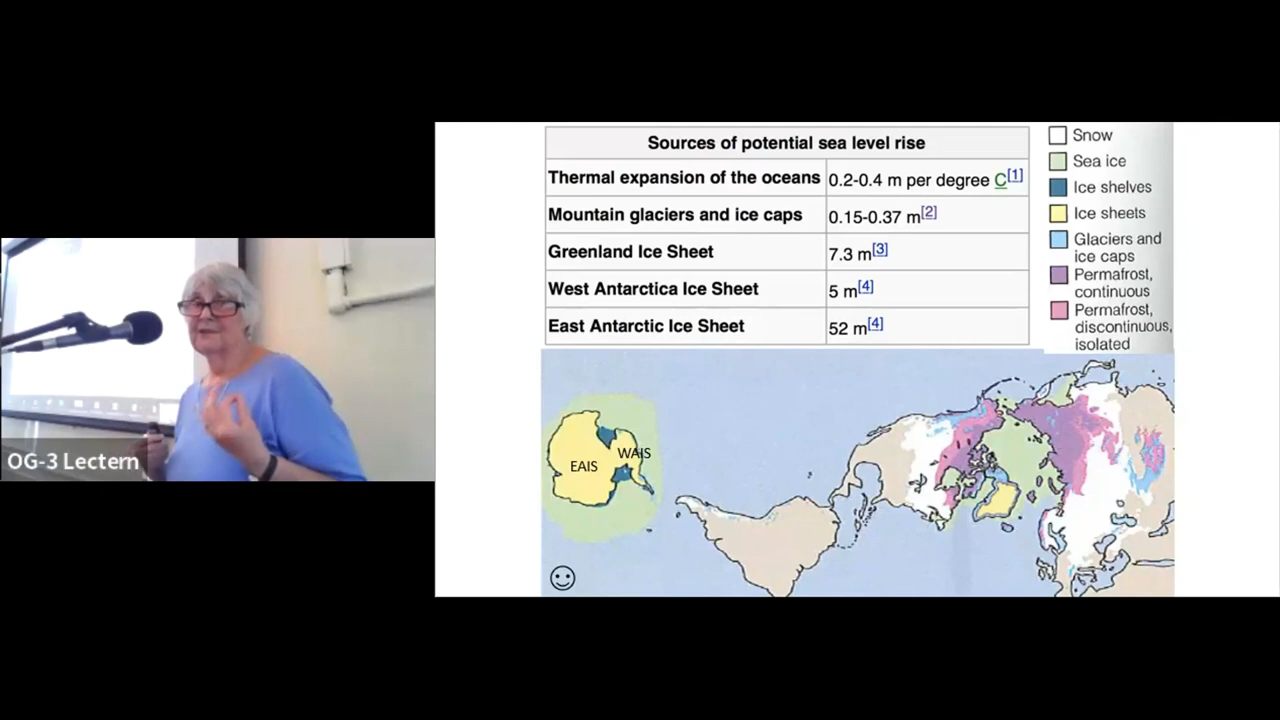 Sources of potential sea level rise
Thermal expansion of the oceans 0.2-0.4 m per degree C[1]
Mountain glaciers and ice caps 0.15-0.37 m[2]
Greenland Ice Sheet 7.3 m[3]
West Antarctica Ice Sheet 5 m[4]
East Antarctic Ice Sheet 52 m[4]
Snow
Sea ice
Ice shelves
Ice sheets
Glaciers and
ice caps
Permafrost,
continuous
Permafrost,
discontinuous,
isolated
EAIS
WAIS
OG-3 Lectern